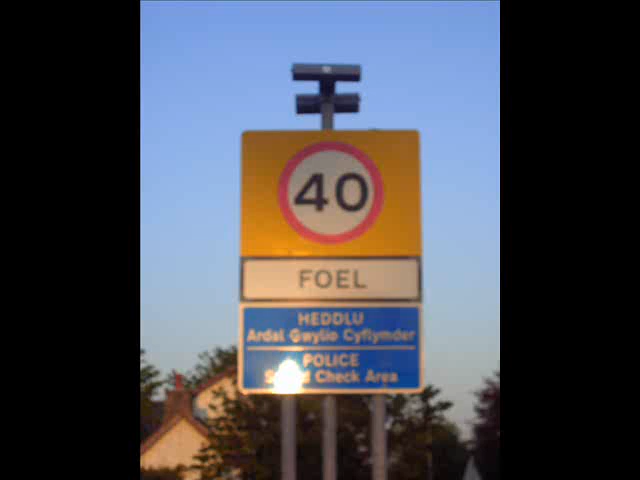 40
FOEL
HEDDLU
Ardal Gwylio Cyflymder
POLICE
Check Area